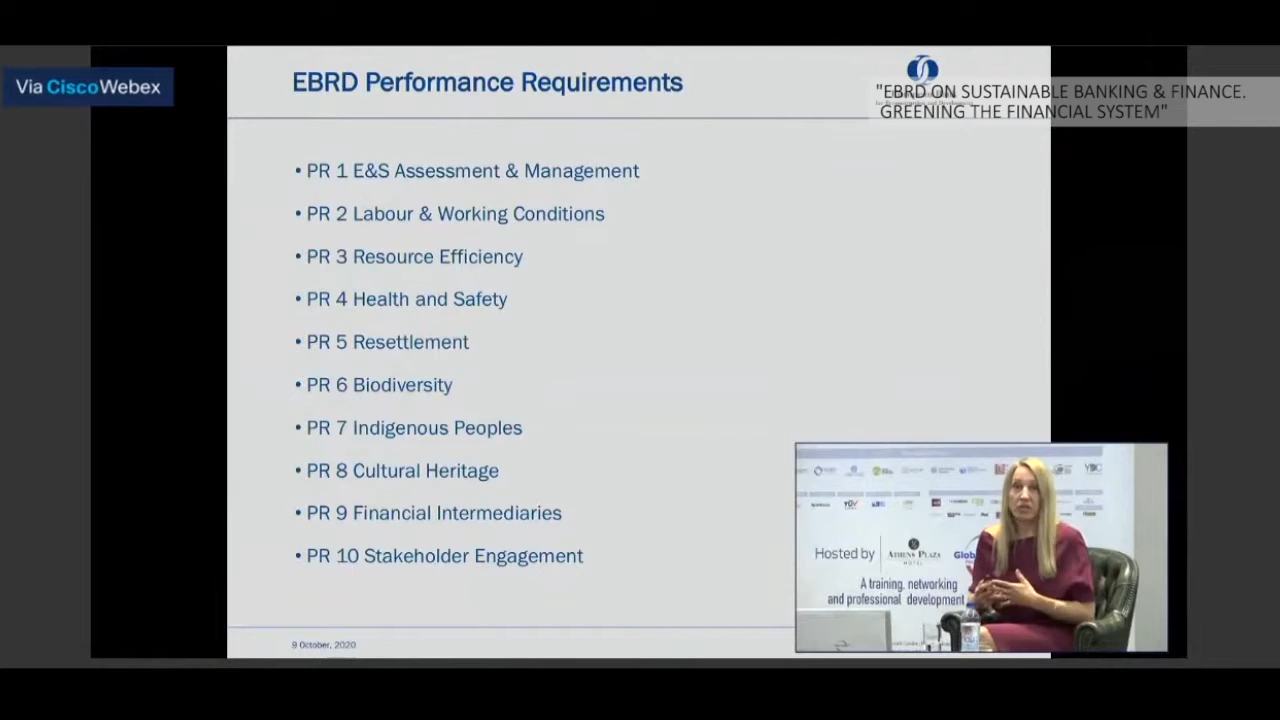 Via CiscoWebex
EBRD Performance Requirements
"EBRD ON SUSTAINABLE BANKING & FINANCE.
GREENING THE FINANCIAL SYSTEM"
• PR 1 E&S Assessment & Management
• PR 2 Labour & Working Conditions
• PR 3 Resource Efficiency
• PR 4 Health and Safety
• PR 5 Resettlement
• PR 6 Biodiversity
• PR 7 Indigenous Peoples
• PR 8 Cultural Heritage
• PR 9 Financial Intermediaries
• PR 10 Stakeholder Engagement
9 October, 2020
Hosted by
ATHENS PLAZA
HOTEL
Global
A training, networking
and professional development